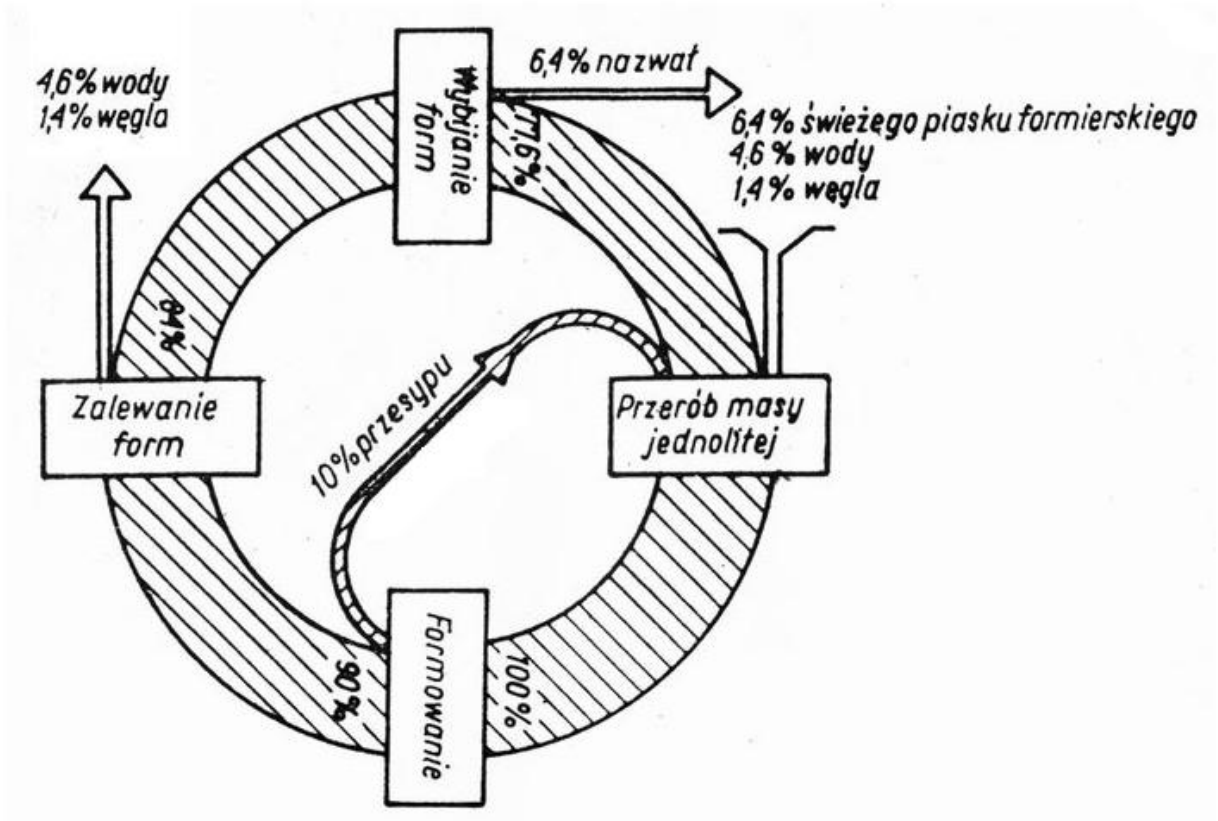 4,6% wody
1,4% węgla
Wybijanie
form
6,4% nazwał
77,6%
6,4% świeżego piasku formierskiego
4,6% wody
1,4% węgla
84%
10% przesypu
Zalewanie
form
Przerób masy
jednolitej
90%
Formowanie
100%